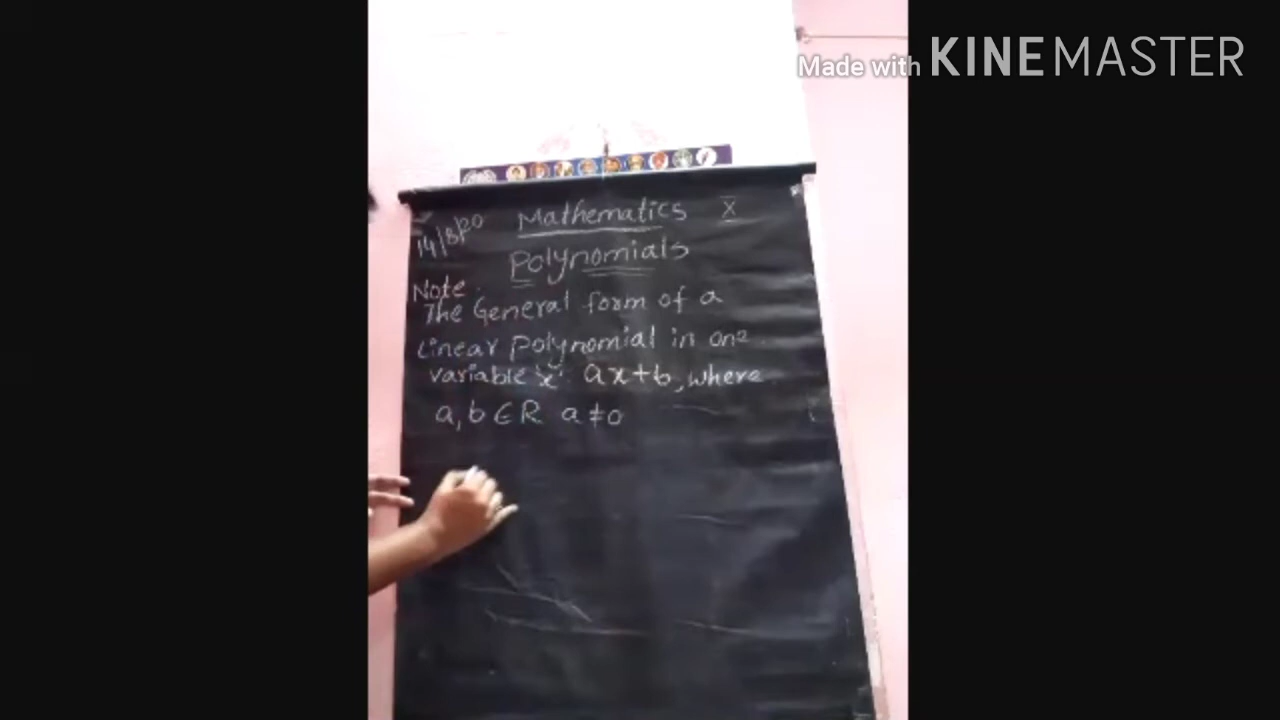 Made with KINEMASTER
14/8/20 Mathematics X
Polynomials
Note.
The General form of a
Linear Polynomial in one
variable 'x' ax+b, where
a, b ∈ R a ≠ 0